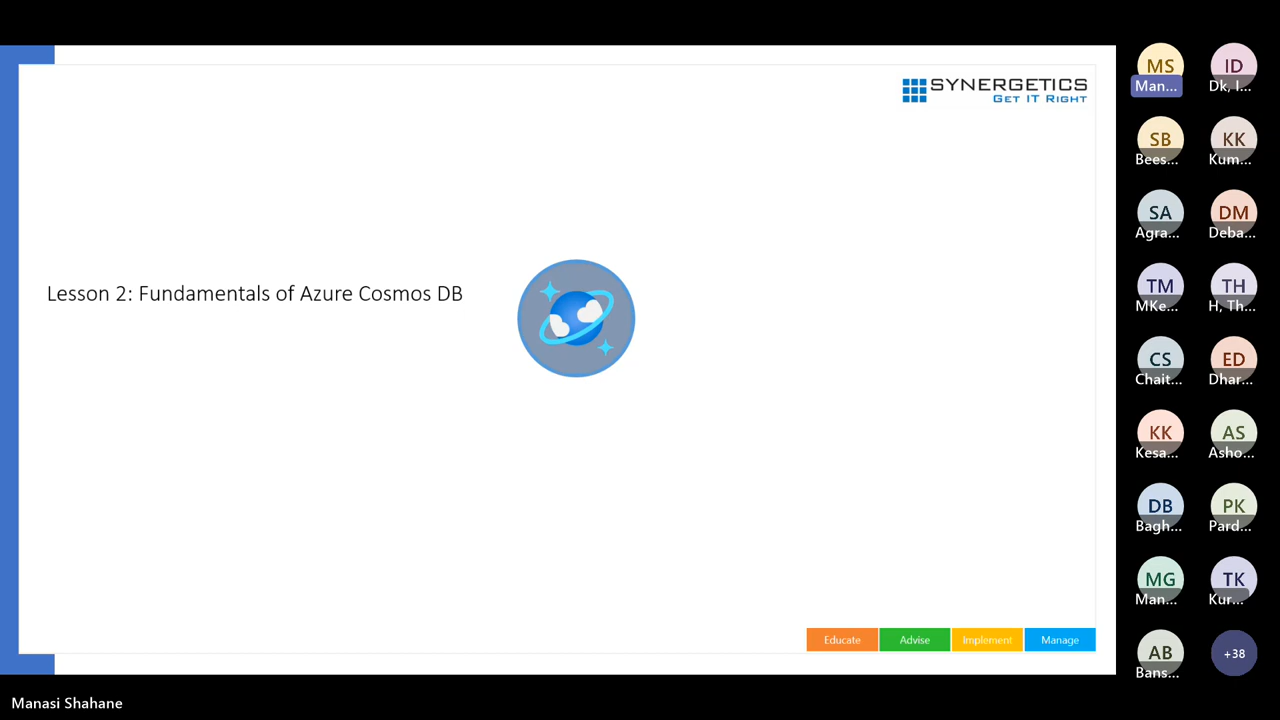 SYNERGETICS
GET IT RIGHT
Lesson 2: Fundamentals of Azure Cosmos DB
Educate
Advise
Implement
Manage
MS
Man...
ID
Dk, I...
SB
Bees...
KK
Kum...
SA
Agra...
DM
Deba...
TM
MKe...
TH
H, Th...
CS
Chait...
ED
Dhar...
KK
Kesa...
AS
Asho...
DB
Bagh...
PK
Pard...
MG
Man...
TK
Kur...
AB
Bans...
+38
Manasi Shahane